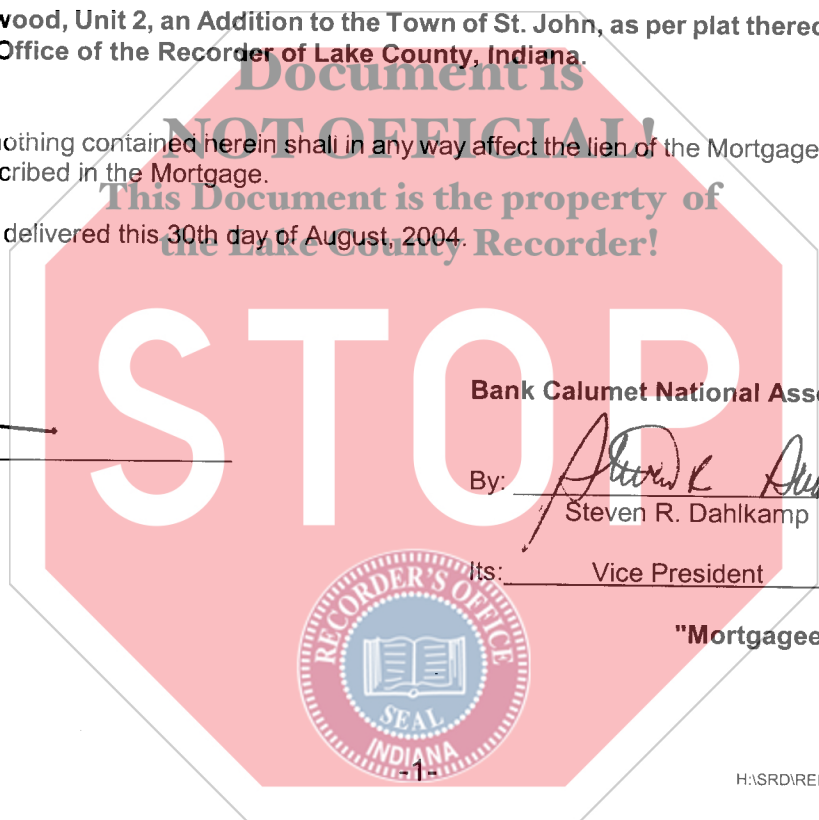 wood, Unit 2, an Addition to the Town of St. John, as per plat thereo
Office of the Recorder of Lake County, Indiana.
Document is
NOT OFFICIAL!
This Document is the property of
the Lake County Recorder!
nothing contained herein shall in any way affect the lien of the Mortgage
cribed in the Mortgage.
delivered this 30th day of August, 2004.
STOP
Bank Calumet National Asso
By:
Steven R. Dahlkamp
Its: Vice President
"Mortgagee
RECORDER'S OFFICE
SEAL
INDIANA
-1-
H:\SRD\REL